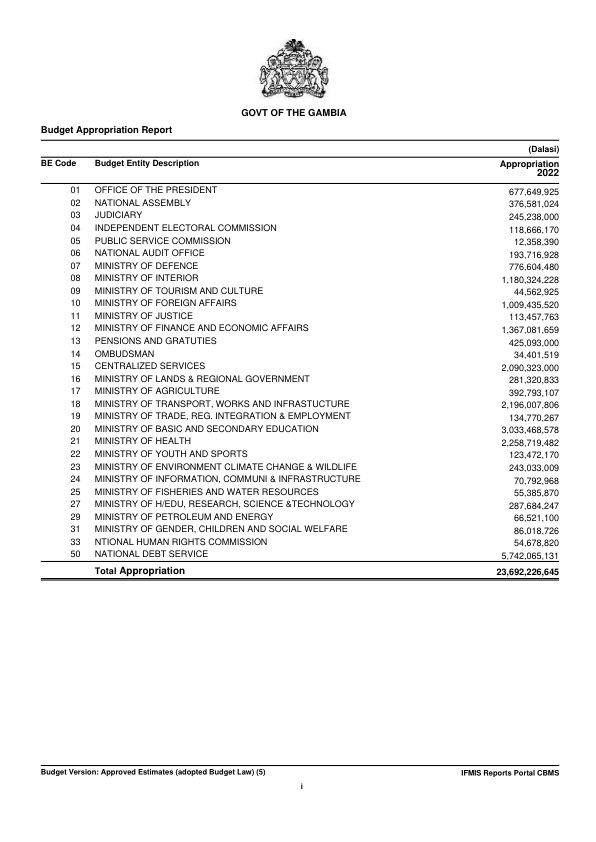 GOVT OF THE GAMBIA
Budget Appropriation Report
(Dalasi)
BE Code Budget Entity Description Appropriation 2022
01 OFFICE OF THE PRESIDENT 677,649,925
02 NATIONAL ASSEMBLY 376,581,024
03 JUDICIARY 245,238,000
04 INDEPENDENT ELECTORAL COMMISSION 118,666,170
05 PUBLIC SERVICE COMMISSION 12,358,390
06 NATIONAL AUDIT OFFICE 193,716,928
07 MINISTRY OF DEFENCE 776,604,480
08 MINISTRY OF INTERIOR 1,180,324,228
09 MINISTRY OF TOURISM AND CULTURE 44,562,925
10 MINISTRY OF FOREIGN AFFAIRS 1,009,435,520
11 MINISTRY OF JUSTICE 113,457,763
12 MINISTRY OF FINANCE AND ECONOMIC AFFAIRS 1,367,081,659
13 PENSIONS AND GRATUTIES 425,093,000
14 OMBUDSMAN 34,401,519
15 CENTRALIZED SERVICES 2,090,323,000
16 MINISTRY OF LANDS & REGIONAL GOVERNMENT 281,320,833
17 MINISTRY OF AGRICULTURE 392,793,107
18 MINISTRY OF TRANSPORT, WORKS AND INFRASTUCTURE 2,196,007,806
19 MINISTRY OF TRADE, REG. INTEGRATION & EMPLOYMENT 134,770,267
20 MINISTRY OF BASIC AND SECONDARY EDUCATION 3,033,468,578
21 MINISTRY OF HEALTH 2,258,719,482
22 MINISTRY OF YOUTH AND SPORTS 123,472,170
23 MINISTRY OF ENVIRONMENT CLIMATE CHANGE & WILDLIFE 243,033,009
24 MINISTRY OF INFORMATION, COMMUNI & INFRASTRUCTURE 70,792,968
25 MINISTRY OF FISHERIES AND WATER RESOURCES 55,385,870
27 MINISTRY OF H/EDU, RESEARCH, SCIENCE &TECHNOLOGY 287,684,247
29 MINISTRY OF PETROLEUM AND ENERGY 66,521,100
31 MINISTRY OF GENDER, CHILDREN AND SOCIAL WELFARE 86,018,726
33 NTIONAL HUMAN RIGHTS COMMISSION 54,678,820
50 NATIONAL DEBT SERVICE 5,742,065,131
Total Appropriation 23,692,226,645
Budget Version: Approved Estimates (adopted Budget Law) (5) IFMIS Reports Portal CBMS
i